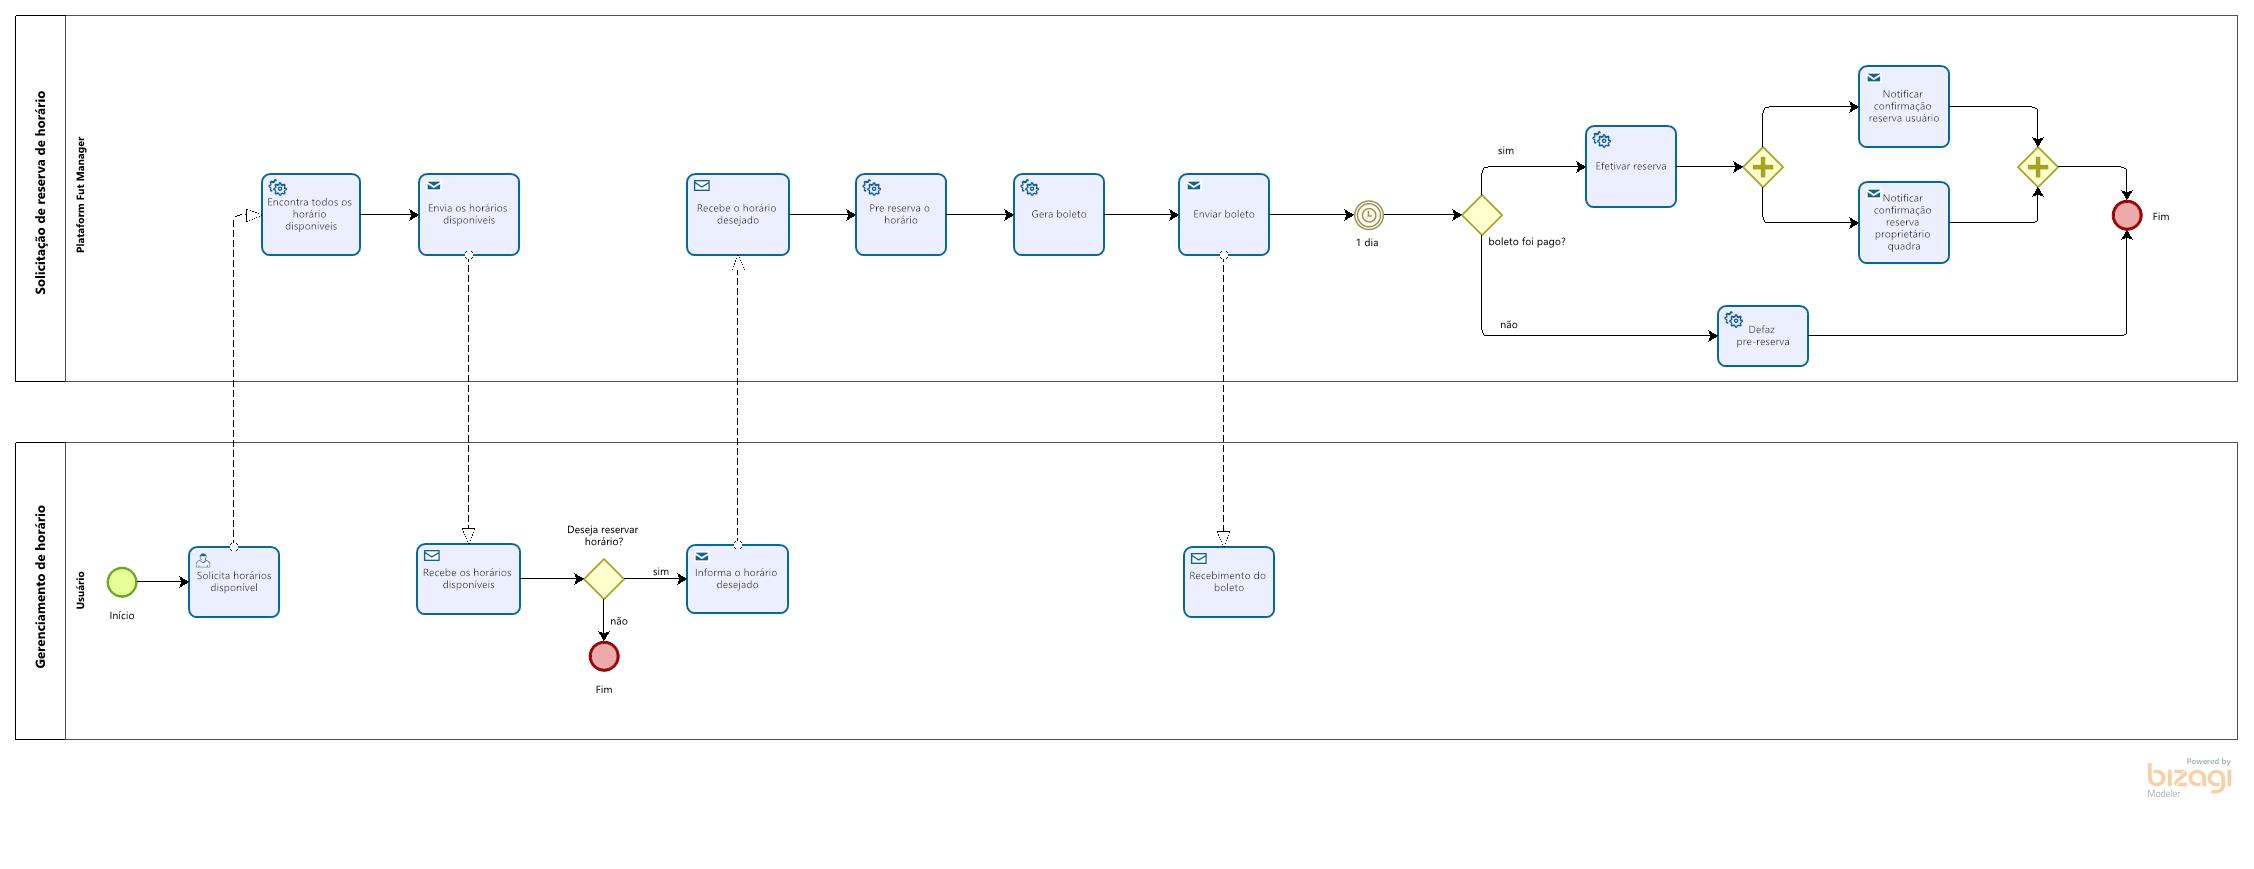 Solicitação de reserva de horário
Plataform Fut Manager
Encontra todos os
horário
disponíveis
Envia os horários
disponíveis
Recebe o horário
desejado
Pre reserva o
horário
Gera boleto
Enviar boleto
1 dia
boleto foi pago?
sim
Efetivar reserva
Notificar
confirmação
reserva usuário
Notificar
confirmação
reserva
proprietário
quadra
Fim
não
Defaz
pre-reserva
Gerenciamento de horário
Usuário
Início
Solicita horários
disponível
Recebe os horários
disponíveis
Deseja reservar
horário?
sim
não
Fim
Informa o horário
desejado
Recebimento do
boleto
Powered by
bizagi
Modeler